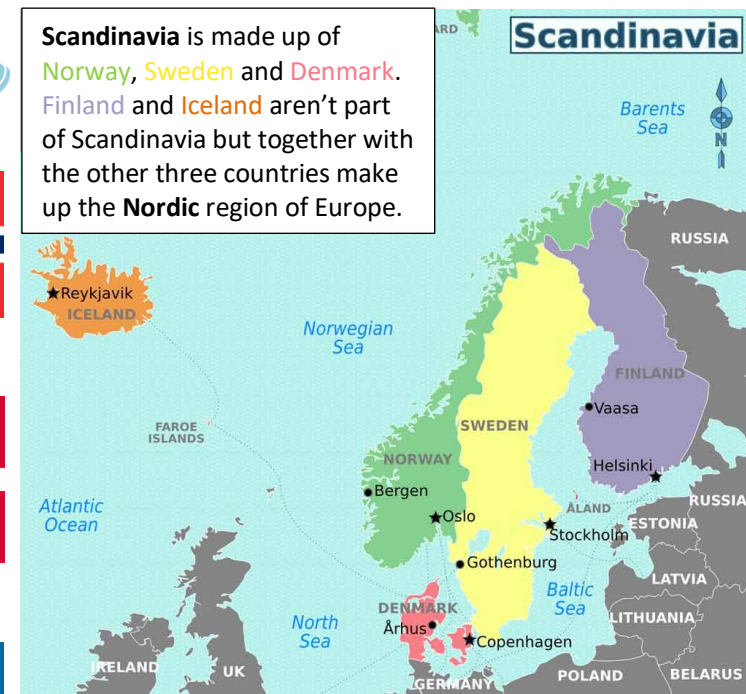 Scandinavia is made up of
Norway, Sweden and Denmark.
Finland and Iceland aren’t part
of Scandinavia but together with
the other three countries make
up the Nordic region of Europe.
ARD
Scandinavia
Barents
Sea
N
RUSSIA
Reykjavik
ICELAND
Norwegian
Sea
FINLAND
Vaasa
SWEDEN
FAROE
ISLANDS
NORWAY
Helsinki
Bergen
Atlantic
Ocean
Oslo
ÅLAND
RUSSIA
Stockholm
ESTONIA
Gothenburg
LATVIA
Baltic
Sea
DENMARK
LITHUANIA
North
Sea
Århus
Copenhagen
IRELAND
UK
GERMANY
POLAND
BELARUS